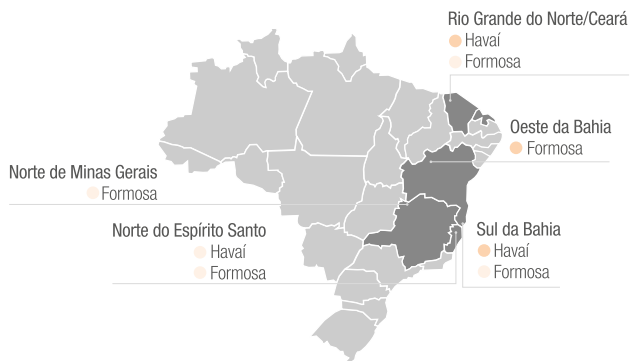 Rio Grande do Norte/Ceará
Havaí
Formosa
Oeste da Bahia
Formosa
Norte de Minas Gerais
Formosa
Norte do Espírito Santo
Havaí
Formosa
Sul da Bahia
Havaí
Formosa